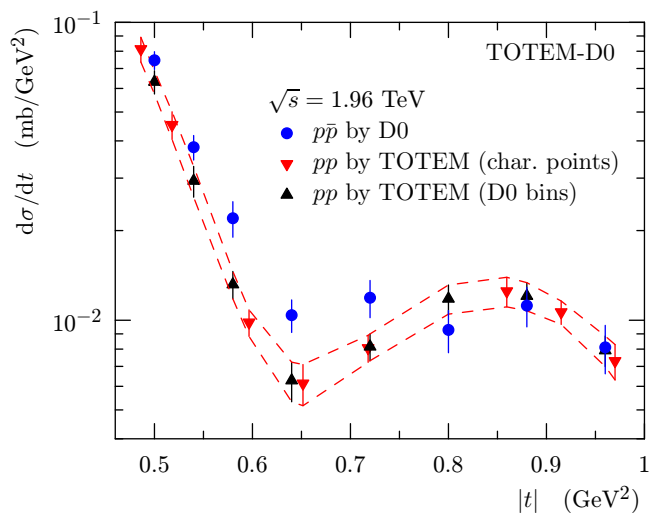 10⁻¹
10⁻²
dσ/dt (mb/GeV²)
TOTEM-D0
√s = 1.96 TeV
pp̄ by D0
pp by TOTEM (char. points)
pp by TOTEM (D0 bins)
0.5 0.6 0.7 0.8 0.9 1
|t| (GeV²)